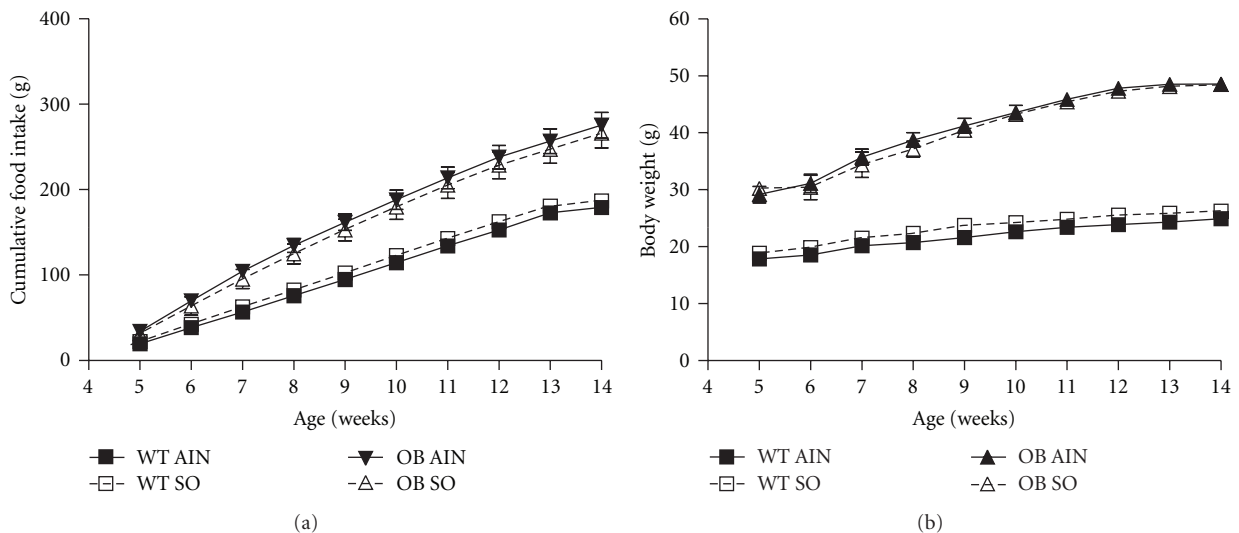 400
300
200
100
0
Cumulative food intake (g)
4 5 6 7 8 9 10 11 12 13 14
Age (weeks)
WT AIN OB AIN
WT SO OB SO
(a)
60
50
40
30
20
10
0
Body weight (g)
4 5 6 7 8 9 10 11 12 13 14
Age (weeks)
WT AIN OB AIN
WT SO OB SO
(b)